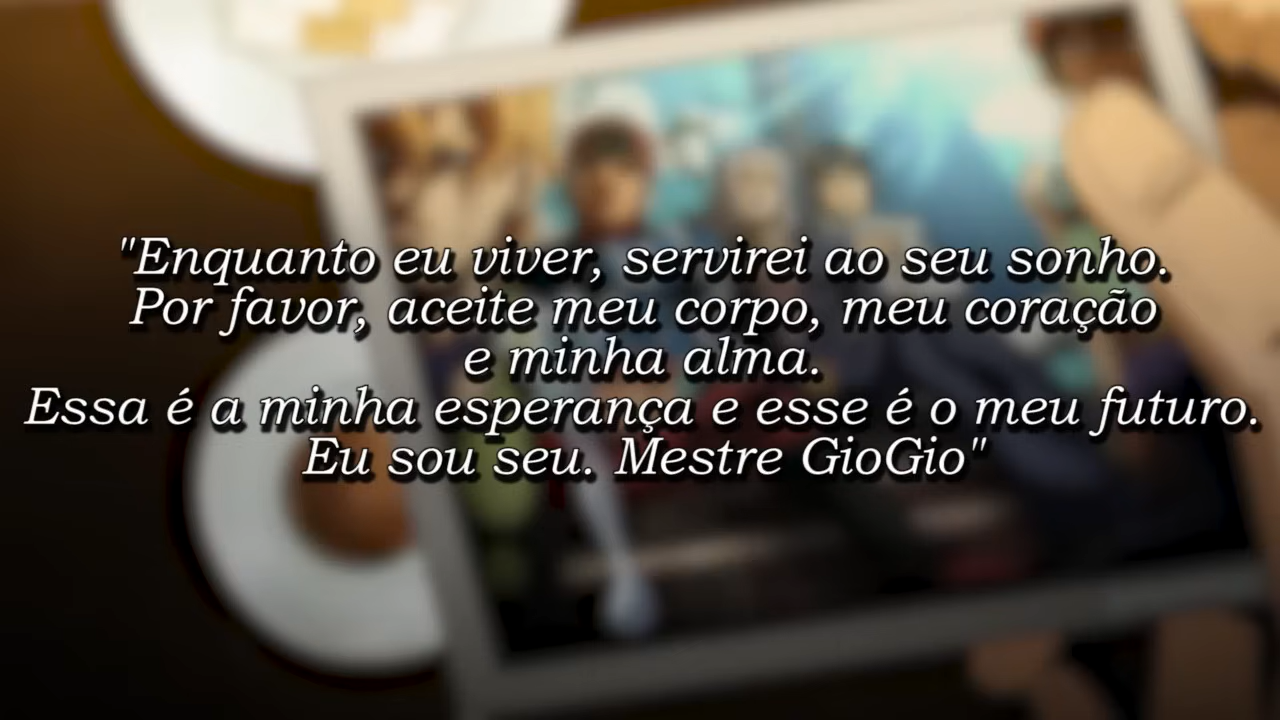 "Enquanto eu viver, servirei ao seu sonho.
Por favor, aceite meu corpo, meu coração
e minha alma.
Essa é a minha esperança e esse é o meu futuro.
Eu sou seu. Mestre GioGio"